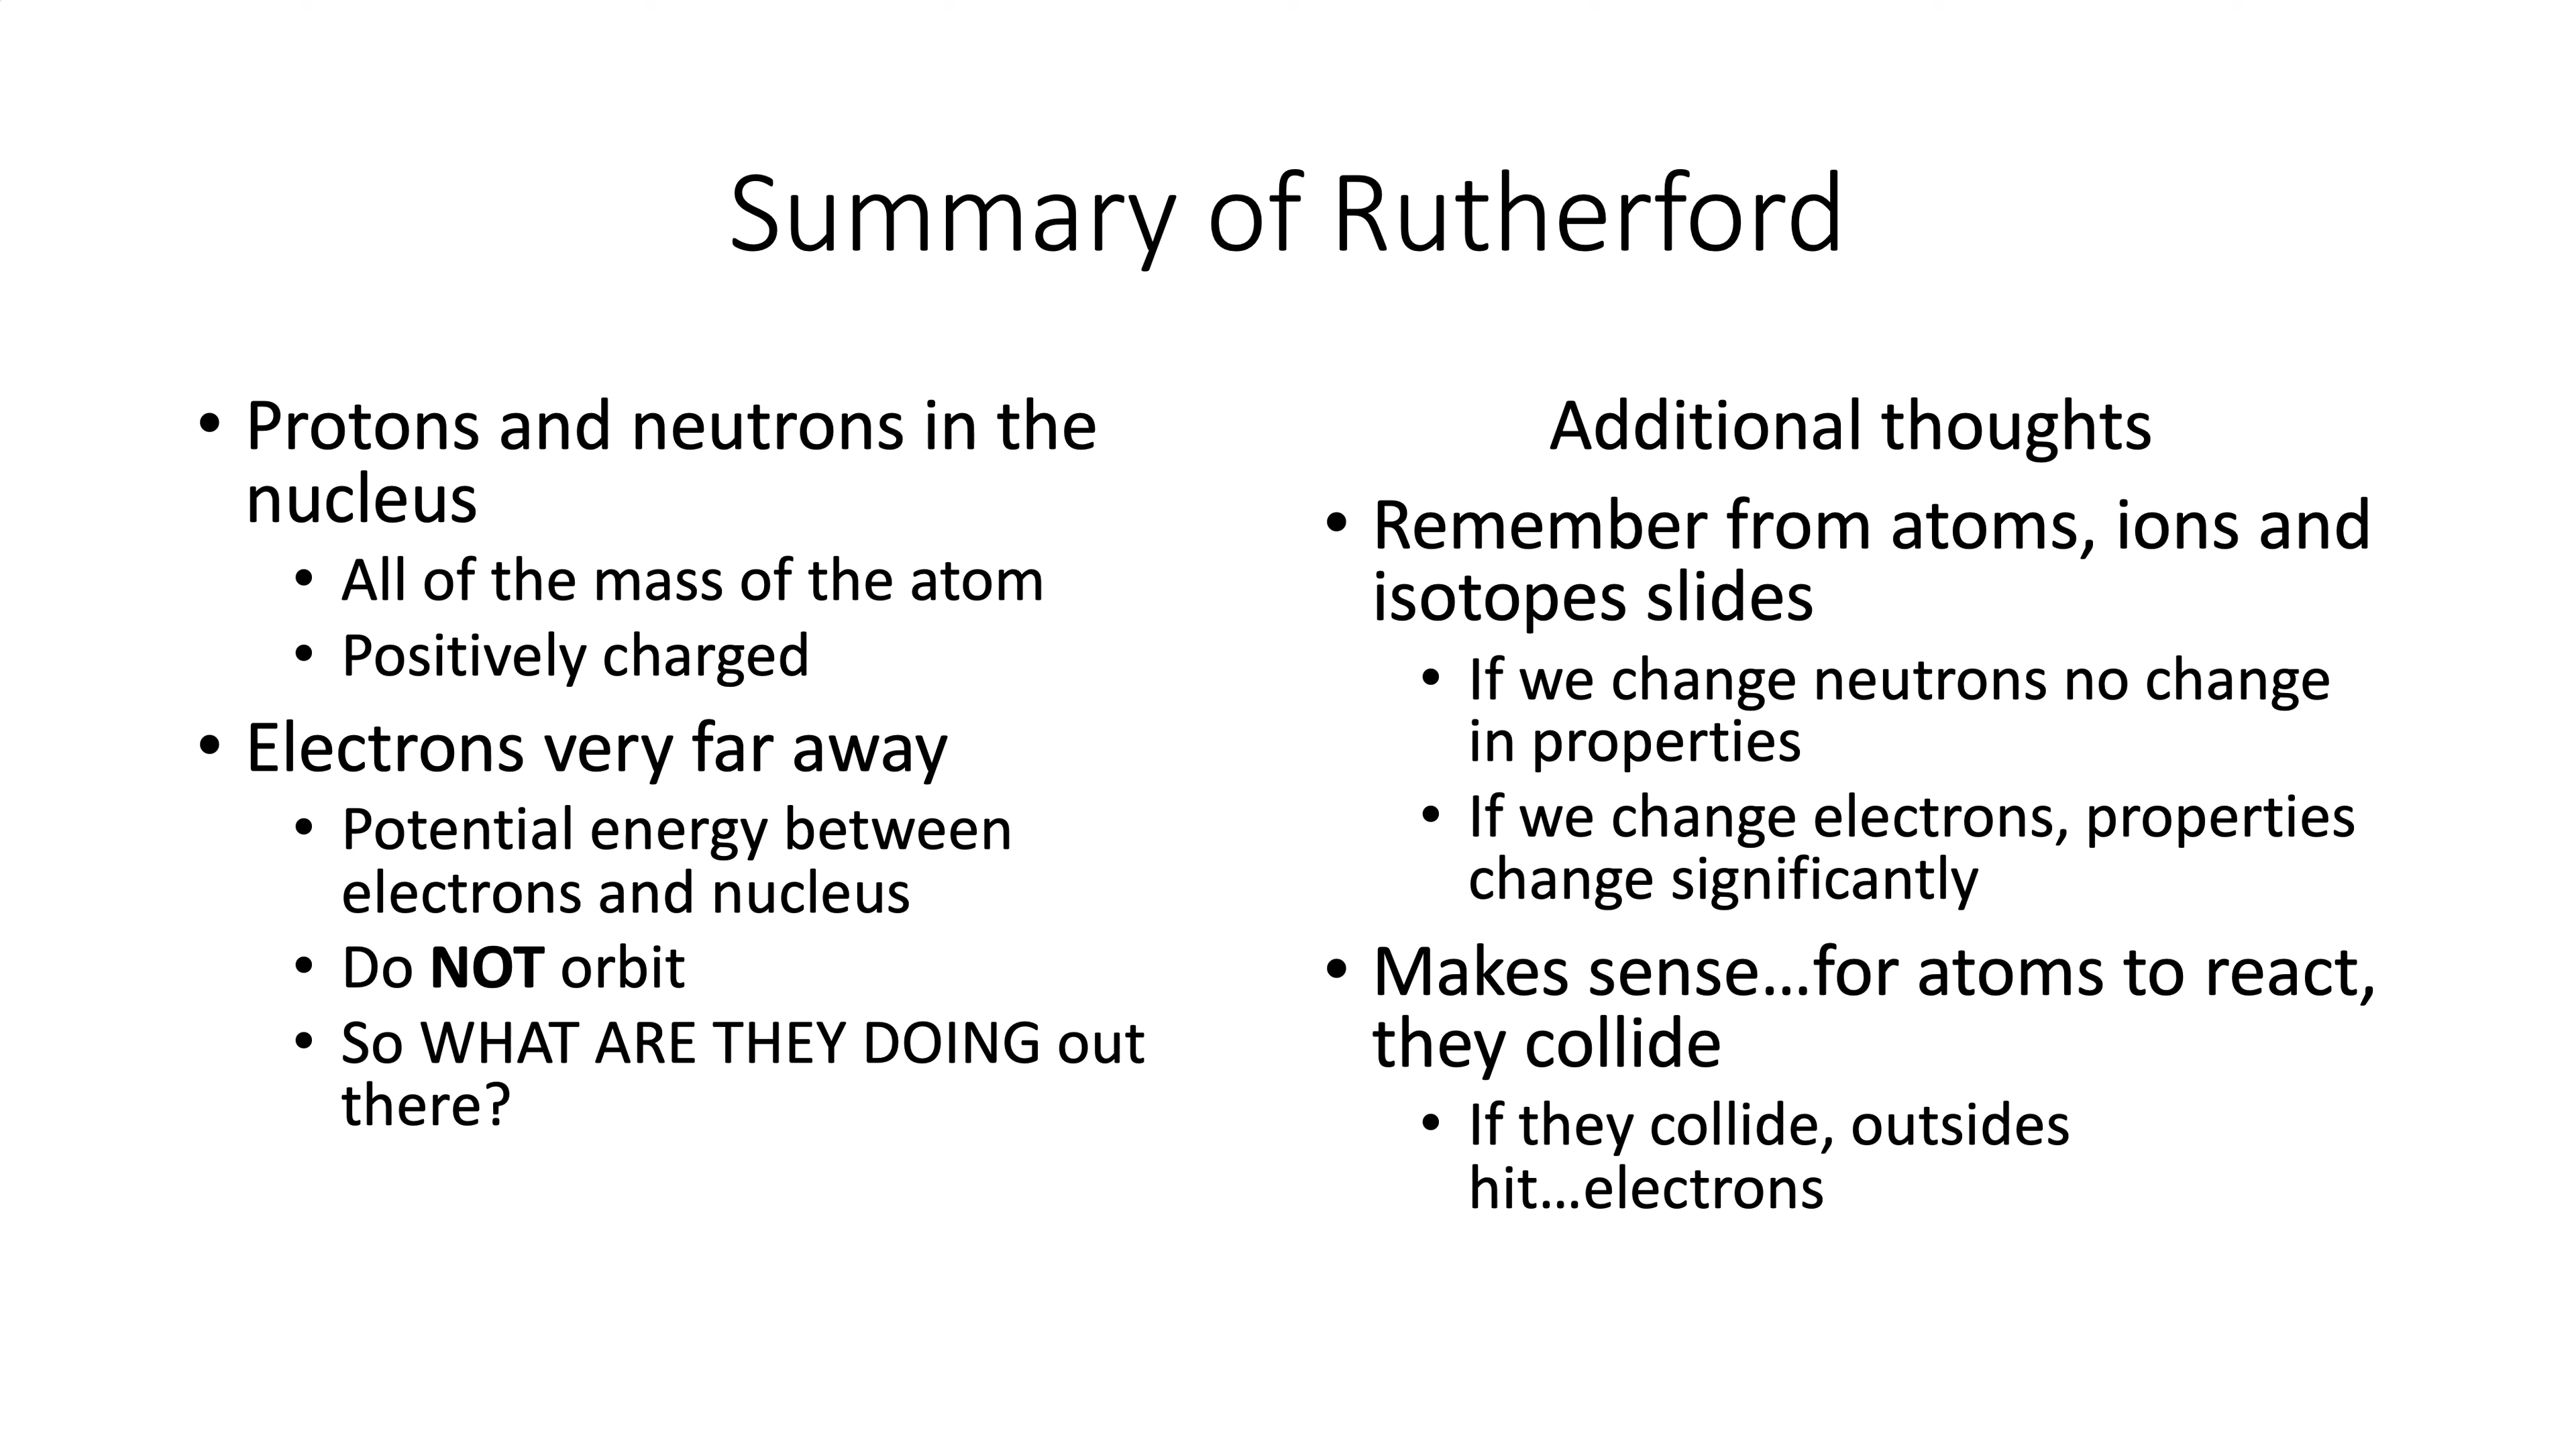 Summary of Rutherford
• Protons and neutrons in the
nucleus
• All of the mass of the atom
• Positively charged
• Electrons very far away
• Potential energy between
electrons and nucleus
• Do NOT orbit
• So WHAT ARE THEY DOING out
there?
Additional thoughts
• Remember from atoms, ions and
isotopes slides
• If we change neutrons no change
in properties
• If we change electrons, properties
change significantly
• Makes sense…for atoms to react,
they collide
• If they collide, outsides
hit…electrons